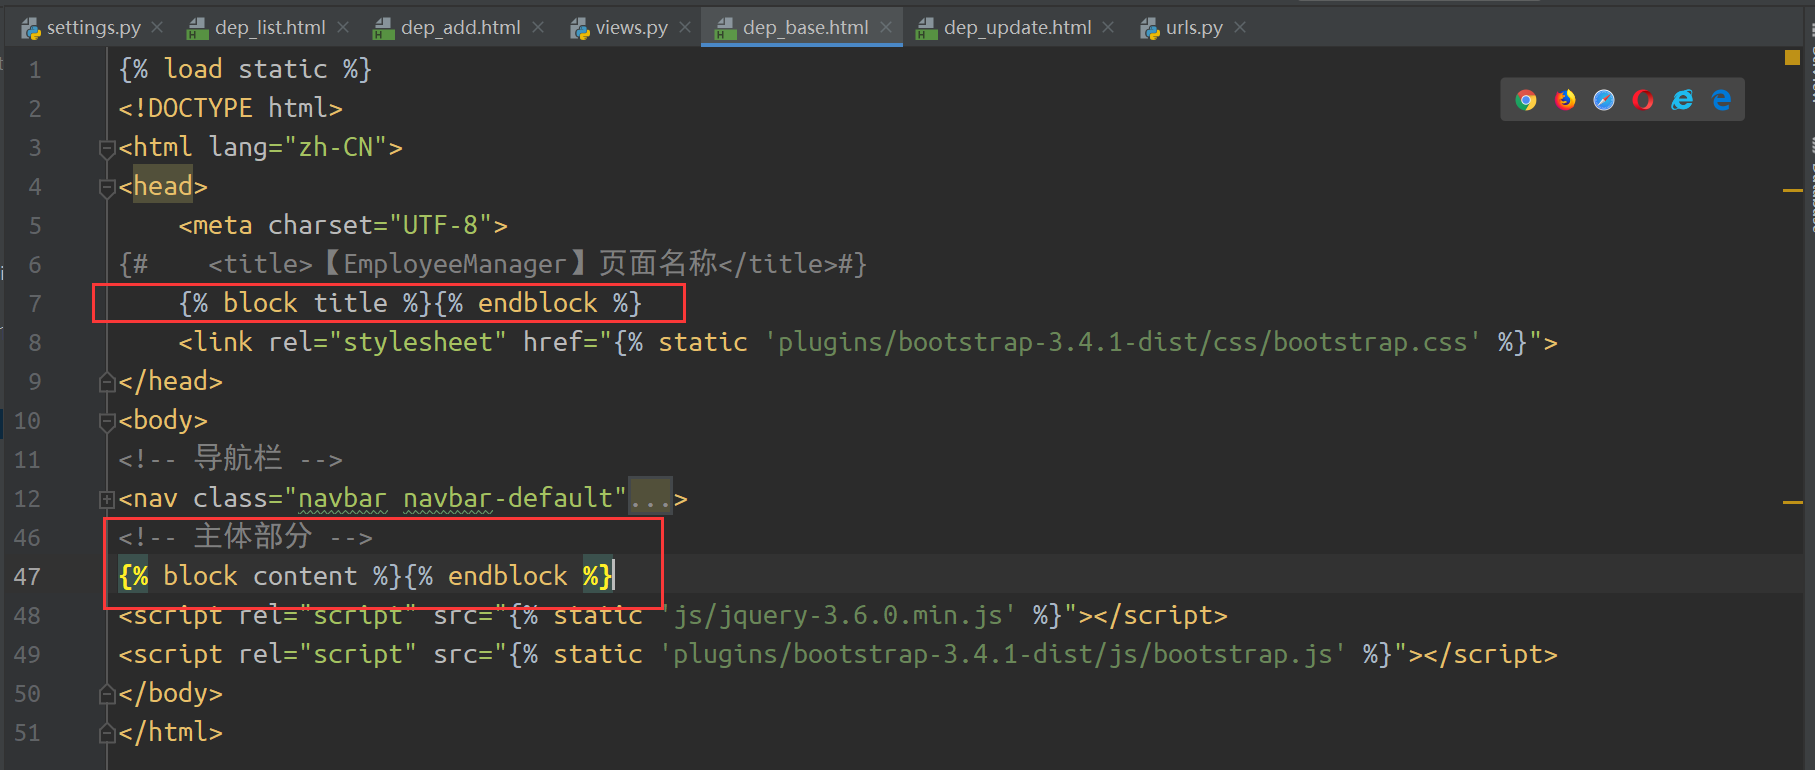 settings.py dep_list.html dep_add.html views.py dep_base.html dep_update.html urls.py
1 {% load static %}
2 <!DOCTYPE html>
3 <html lang="zh-CN">
4 <head>
5 <meta charset="UTF-8">
6 {# <title>【EmployeeManager】页面名称</title>#}
7 {% block title %}{% endblock %}
8 <link rel="stylesheet" href="{% static 'plugins/bootstrap-3.4.1-dist/css/bootstrap.css' %}">
9 </head>
10 <body>
11 <!-- 导航栏 -->
12 <nav class="navbar navbar-default"...>
46 <!-- 主体部分 -->
47 {% block content %}{% endblock %}
48 <script rel="script" src="{% static 'js/jquery-3.6.0.min.js' %}"></script>
49 <script rel="script" src="{% static 'plugins/bootstrap-3.4.1-dist/js/bootstrap.js' %}"></script>
50 </body>
51 </html>